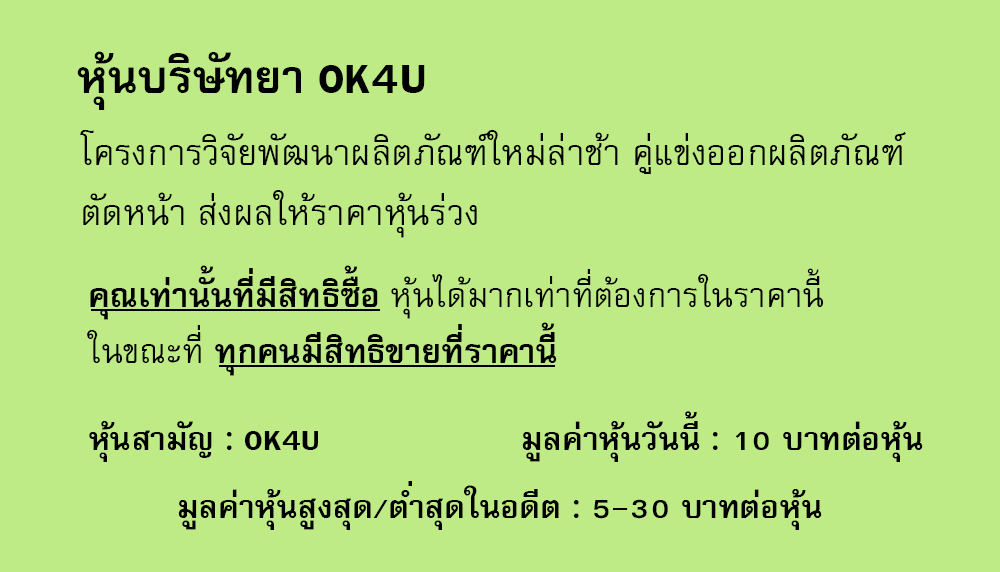 หุ้นบริษัทยา OK4U
โครงการวิจัยพัฒนาผลิตภัณฑ์ใหม่ล่าช้า คู่แข่งออกผลิตภัณฑ์
ตัดหน้า ส่งผลให้ราคาหุ้นร่วง
คุณเท่านั้นที่มีสิทธิซื้อ หุ้นได้มากเท่าที่ต้องการในราคานี้
ในขณะที่ ทุกคนมีสิทธิขายที่ราคานี้
หุ้นสามัญ : OK4U มูลค่าหุ้นวันนี้ : 10 บาทต่อหุ้น
มูลค่าหุ้นสูงสุด/ต่ำสุดในอดีต : 5-30 บาทต่อหุ้น